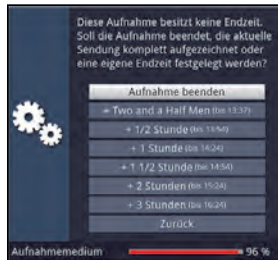 Diese Aufnahme besitzt keine Endzeit.
Soll die Aufnahme beendet, die aktuelle
Sendung komplett aufgezeichnet oder
eine eigene Endzeit festgelegt werden?
Aufnahme beenden
+ Two and a Half Men (bis 13:37)
+ 1/2 Stunde (bis 13:54)
+ 1 Stunde (bis 14:24)
+ 1 1/2 Stunde (bis 14:54)
+ 2 Stunden (bis 15:24)
+ 3 Stunden (bis 16:24)
Zurück
Aufnahmemedium 96 %